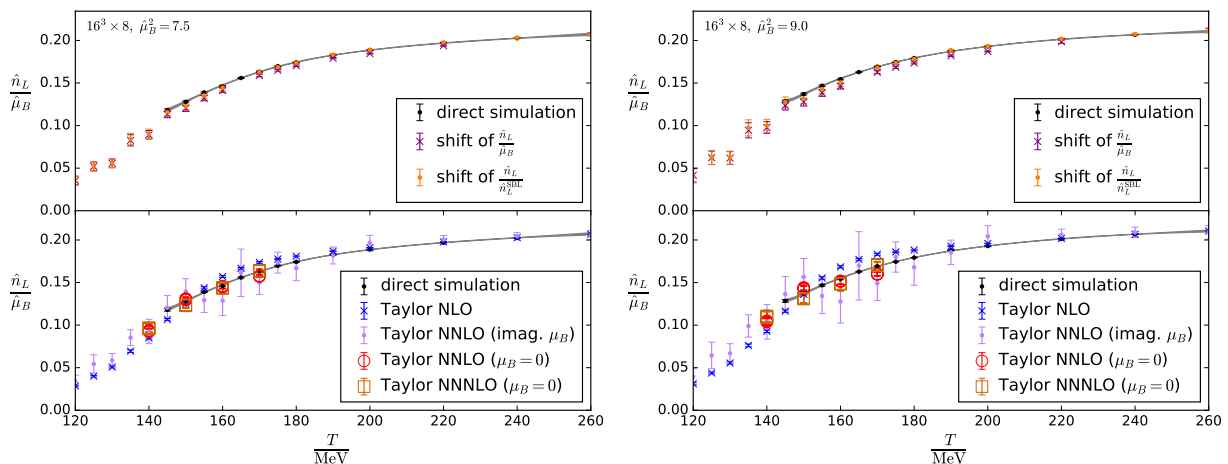 16³ × 8, μ̂_B² = 7.5
0.20
0.15
0.10
0.05
0.00
n̂_L / μ̂_B
direct simulation
shift of n̂_L / μ̂_B
shift of n̂_L / n̂_L^SBL
0.20
0.15
0.10
0.05
0.00
n̂_L / μ̂_B
direct simulation
Taylor NLO
Taylor NNLO (imag. μ_B)
Taylor NNLO (μ_B = 0)
Taylor NNNLO (μ_B = 0)
120 140 160 180 200 220 240 260
T / MeV
16³ × 8, μ̂_B² = 9.0
0.20
0.15
0.10
0.05
0.00
n̂_L / μ̂_B
direct simulation
shift of n̂_L / μ̂_B
shift of n̂_L / n̂_L^SBL
0.20
0.15
0.10
0.05
0.00
n̂_L / μ̂_B
direct simulation
Taylor NLO
Taylor NNLO (imag. μ_B)
Taylor NNLO (μ_B = 0)
Taylor NNNLO (μ_B = 0)
120 140 160 180 200 220 240 260
T / MeV